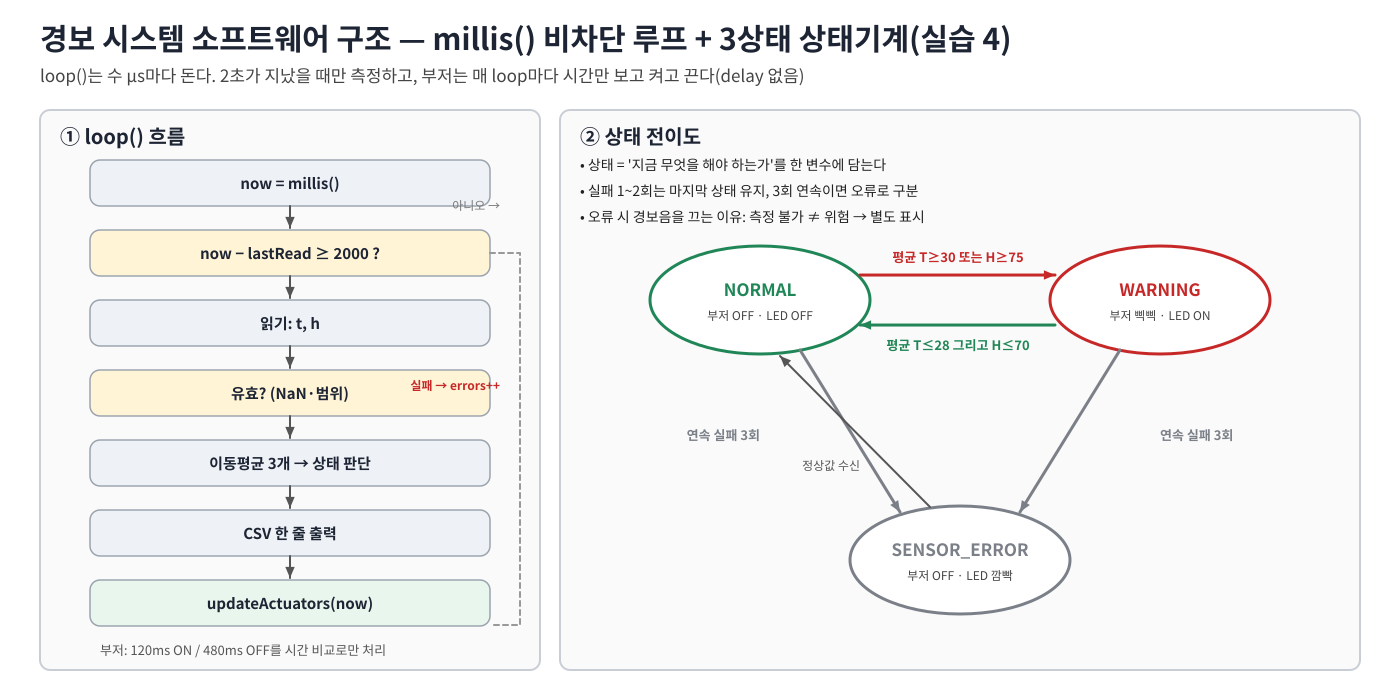 경보 시스템 소프트웨어 구조 — millis() 비차단 루프 + 3상태 상태기계(실습 4)
loop()는 수 µs마다 돈다. 2초가 지났을 때만 측정하고, 부저는 매 loop마다 시간만 보고 켜고 끈다(delay 없음)
① loop() 흐름
now = millis()
아니오 →
now − lastRead ≥ 2000 ?
읽기: t, h
유효? (NaN·범위)
실패 → errors++
이동평균 3개 → 상태 판단
CSV 한 줄 출력
updateActuators(now)
부저: 120ms ON / 480ms OFF를 시간 비교로만 처리
② 상태 전이도
• 상태 = '지금 무엇을 해야 하는가'를 한 변수에 담는다
• 실패 1~2회는 마지막 상태 유지, 3회 연속이면 오류로 구분
• 오류 시 경보음을 끄는 이유: 측정 불가 ≠ 위험 → 별도 표시
평균 T≥30 또는 H≥75
NORMAL
부저 OFF · LED OFF
WARNING
부저 삑삑 · LED ON
평균 T≤28 그리고 H≤70
연속 실패 3회
연속 실패 3회
정상값 수신
SENSOR_ERROR
부저 OFF · LED 깜빡